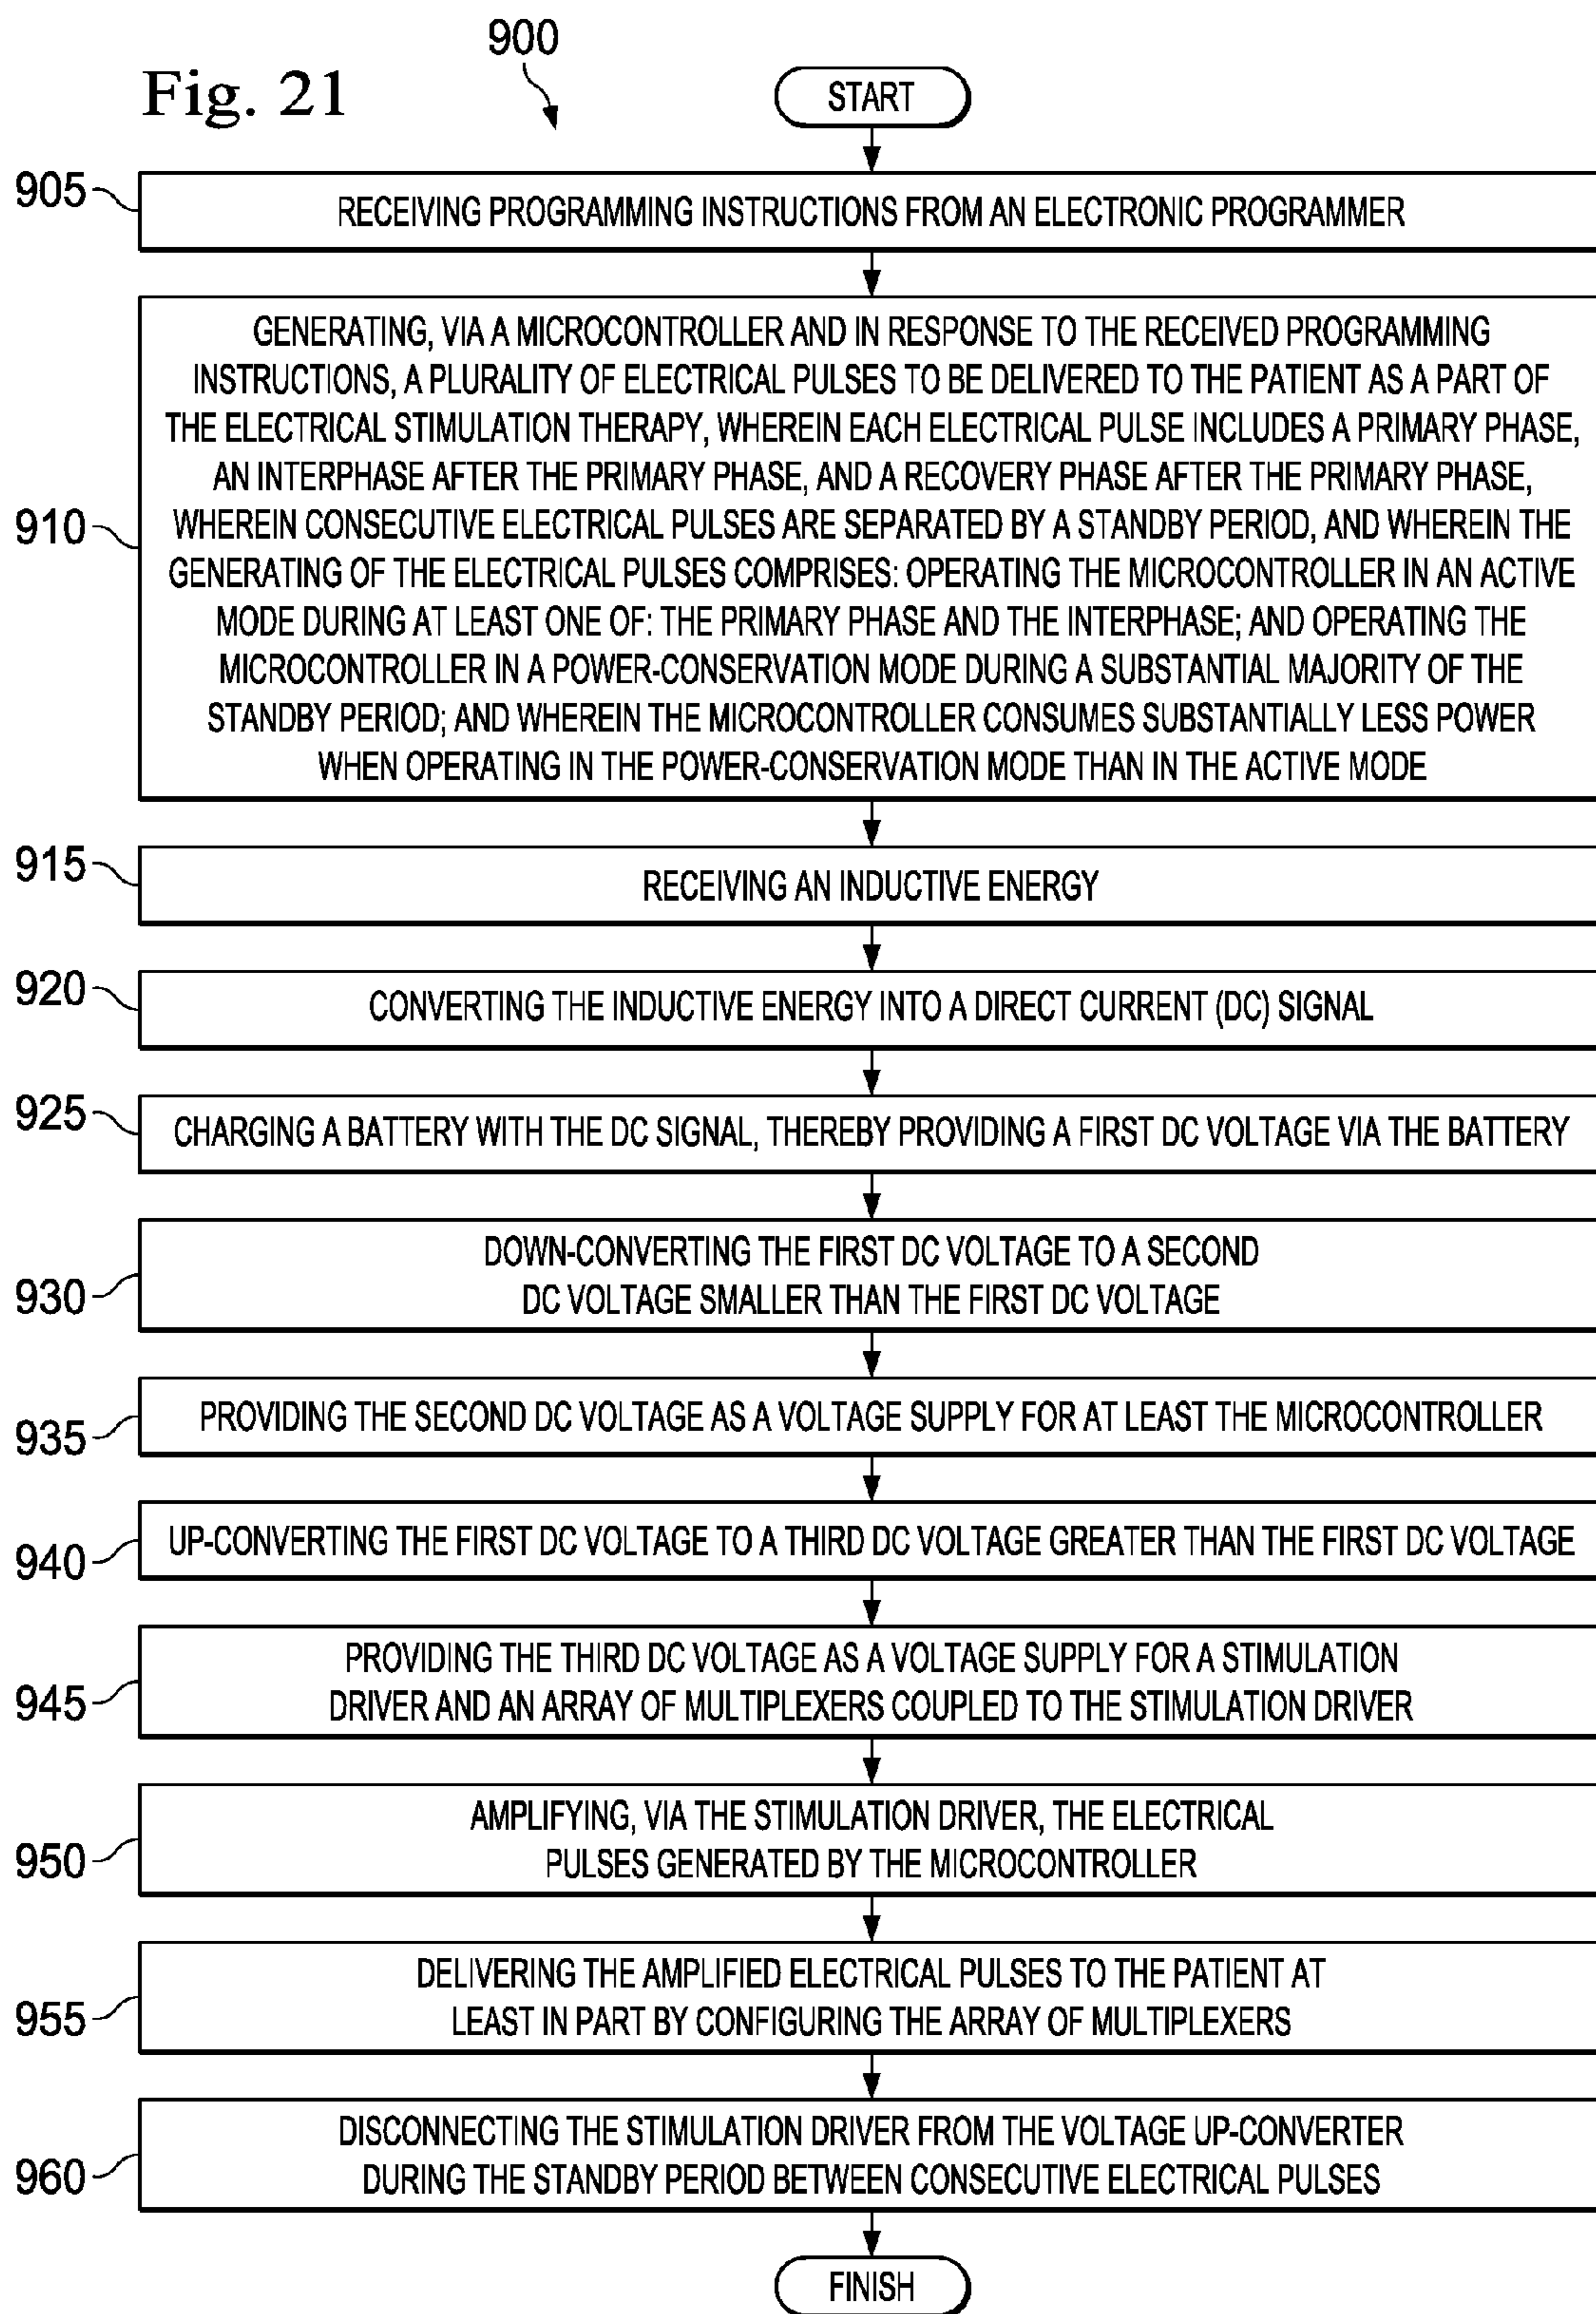 Fig. 21
900
START
905
RECEIVING PROGRAMMING INSTRUCTIONS FROM AN ELECTRONIC PROGRAMMER
910
GENERATING, VIA A MICROCONTROLLER AND IN RESPONSE TO THE RECEIVED PROGRAMMING
INSTRUCTIONS, A PLURALITY OF ELECTRICAL PULSES TO BE DELIVERED TO THE PATIENT AS A PART OF
THE ELECTRICAL STIMULATION THERAPY, WHEREIN EACH ELECTRICAL PULSE INCLUDES A PRIMARY PHASE,
AN INTERPHASE AFTER THE PRIMARY PHASE, AND A RECOVERY PHASE AFTER THE PRIMARY PHASE,
WHEREIN CONSECUTIVE ELECTRICAL PULSES ARE SEPARATED BY A STANDBY PERIOD, AND WHEREIN THE
GENERATING OF THE ELECTRICAL PULSES COMPRISES: OPERATING THE MICROCONTROLLER IN AN ACTIVE
MODE DURING AT LEAST ONE OF: THE PRIMARY PHASE AND THE INTERPHASE; AND OPERATING THE
MICROCONTROLLER IN A POWER-CONSERVATION MODE DURING A SUBSTANTIAL MAJORITY OF THE
STANDBY PERIOD; AND WHEREIN THE MICROCONTROLLER CONSUMES SUBSTANTIALLY LESS POWER
WHEN OPERATING IN THE POWER-CONSERVATION MODE THAN IN THE ACTIVE MODE
915
RECEIVING AN INDUCTIVE ENERGY
920
CONVERTING THE INDUCTIVE ENERGY INTO A DIRECT CURRENT (DC) SIGNAL
925
CHARGING A BATTERY WITH THE DC SIGNAL, THEREBY PROVIDING A FIRST DC VOLTAGE VIA THE BATTERY
930
DOWN-CONVERTING THE FIRST DC VOLTAGE TO A SECOND
DC VOLTAGE SMALLER THAN THE FIRST DC VOLTAGE
935
PROVIDING THE SECOND DC VOLTAGE AS A VOLTAGE SUPPLY FOR AT LEAST THE MICROCONTROLLER
940
UP-CONVERTING THE FIRST DC VOLTAGE TO A THIRD DC VOLTAGE GREATER THAN THE FIRST DC VOLTAGE
945
PROVIDING THE THIRD DC VOLTAGE AS A VOLTAGE SUPPLY FOR A STIMULATION
DRIVER AND AN ARRAY OF MULTIPLEXERS COUPLED TO THE STIMULATION DRIVER
950
AMPLIFYING, VIA THE STIMULATION DRIVER, THE ELECTRICAL
PULSES GENERATED BY THE MICROCONTROLLER
955
DELIVERING THE AMPLIFIED ELECTRICAL PULSES TO THE PATIENT AT
LEAST IN PART BY CONFIGURING THE ARRAY OF MULTIPLEXERS
960
DISCONNECTING THE STIMULATION DRIVER FROM THE VOLTAGE UP-CONVERTER
DURING THE STANDBY PERIOD BETWEEN CONSECUTIVE ELECTRICAL PULSES
FINISH